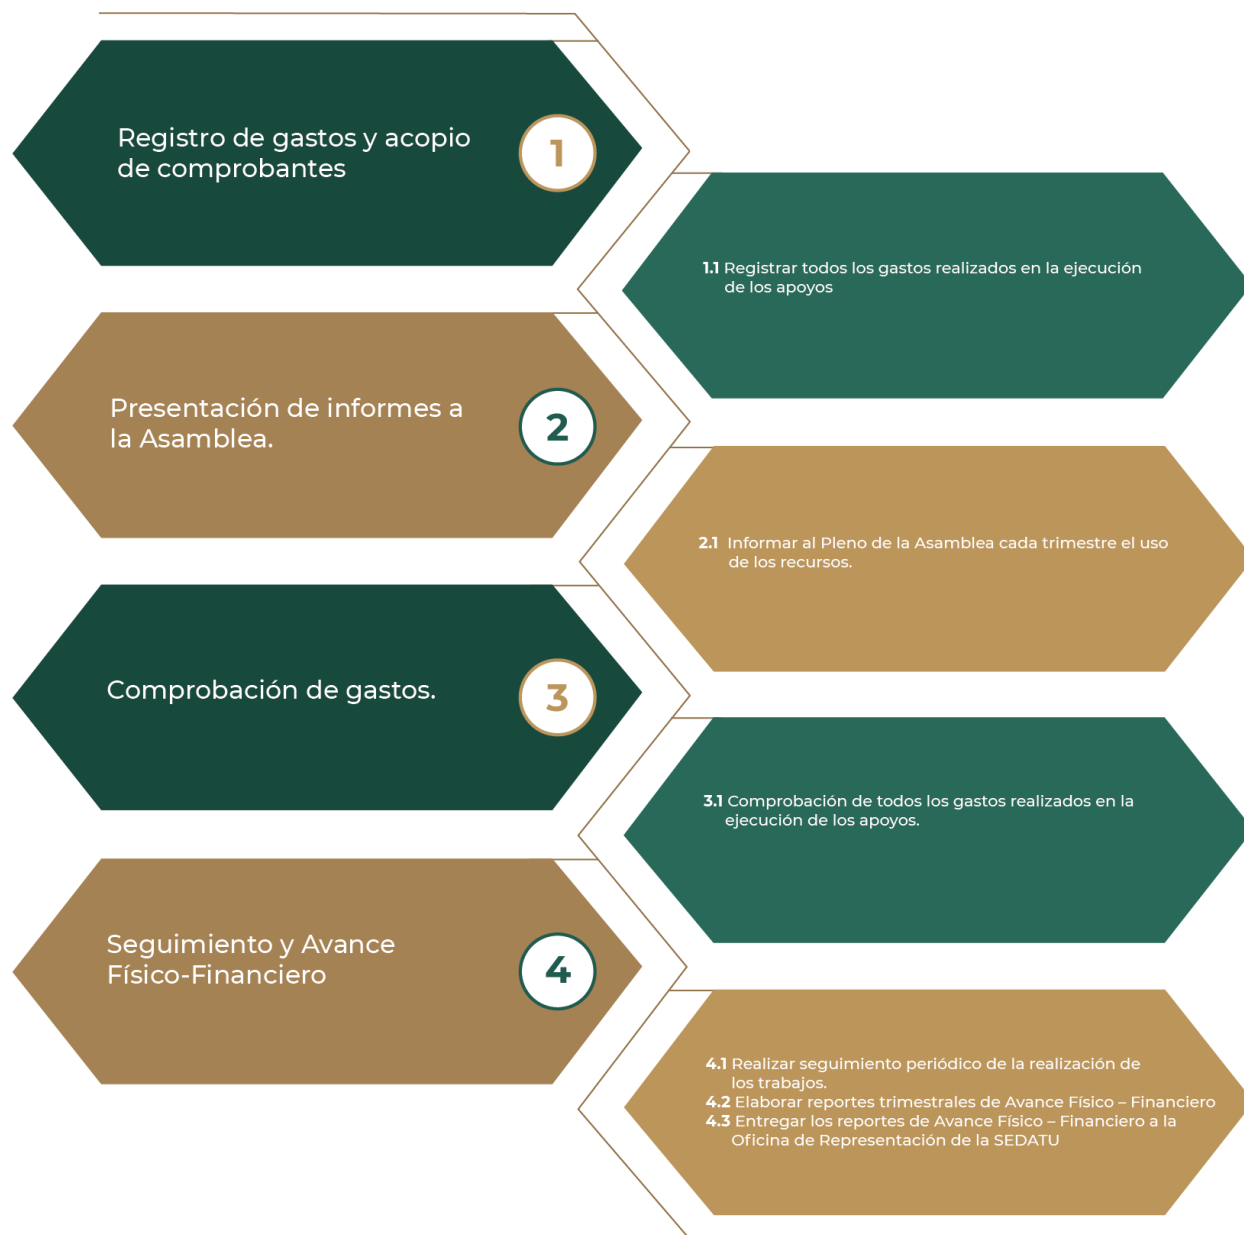 Registro de gastos y acopio
de comprobantes
1
1.1 Registrar todos los gastos realizados en la ejecución
de los apoyos
Presentación de informes a
la Asamblea.
2
2.1 Informar al Pleno de la Asamblea cada trimestre el uso
de los recursos.
Comprobación de gastos.
3
3.1 Comprobación de todos los gastos realizados en la
ejecución de los apoyos.
Seguimiento y Avance
Físico-Financiero
4
4.1 Realizar seguimiento periódico de la realización de
los trabajos.
4.2 Elaborar reportes trimestrales de Avance Físico – Financiero
4.3 Entregar los reportes de Avance Físico – Financiero a la
Oficina de Representación de la SEDATU